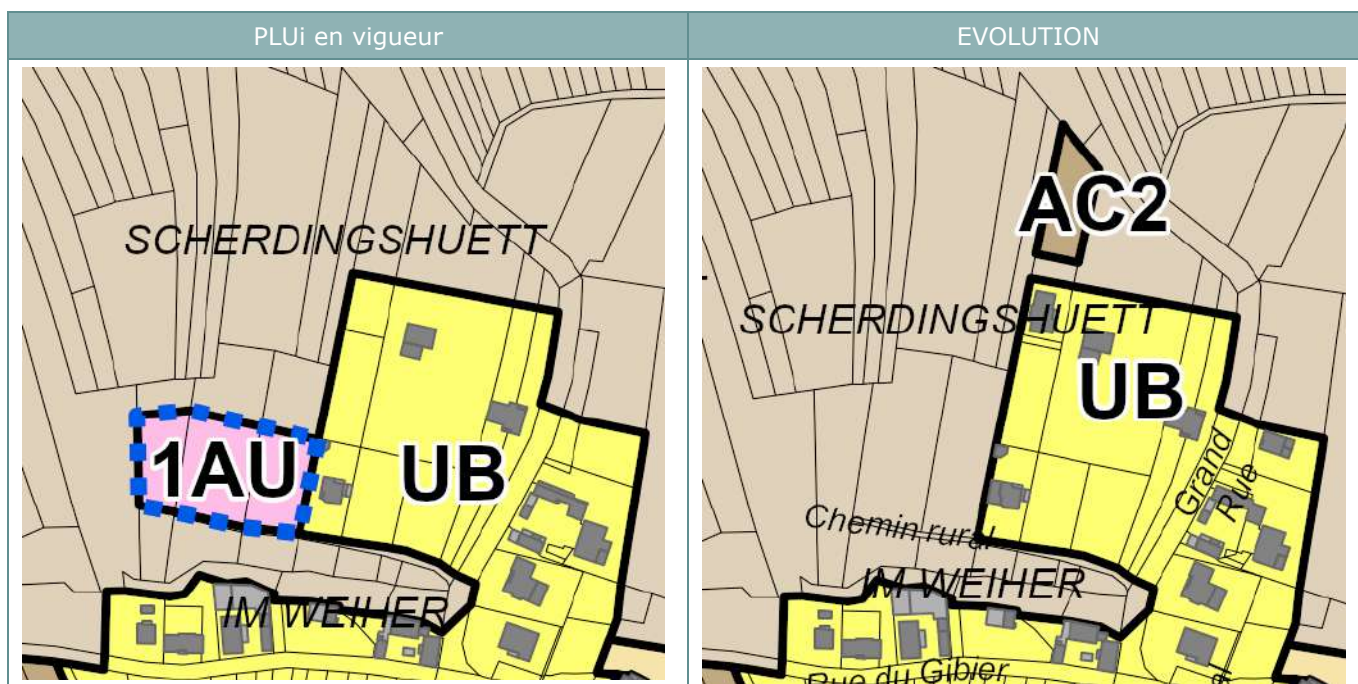 PLUi en vigueur
EVOLUTION
SCHERDINGSHUETT
1AU
UB
IM WEIHER
AC2
SCHERDINGSHUETT
UB
Grand
Rue
Chemin rural
IM WEIHER
Rue du Gibier